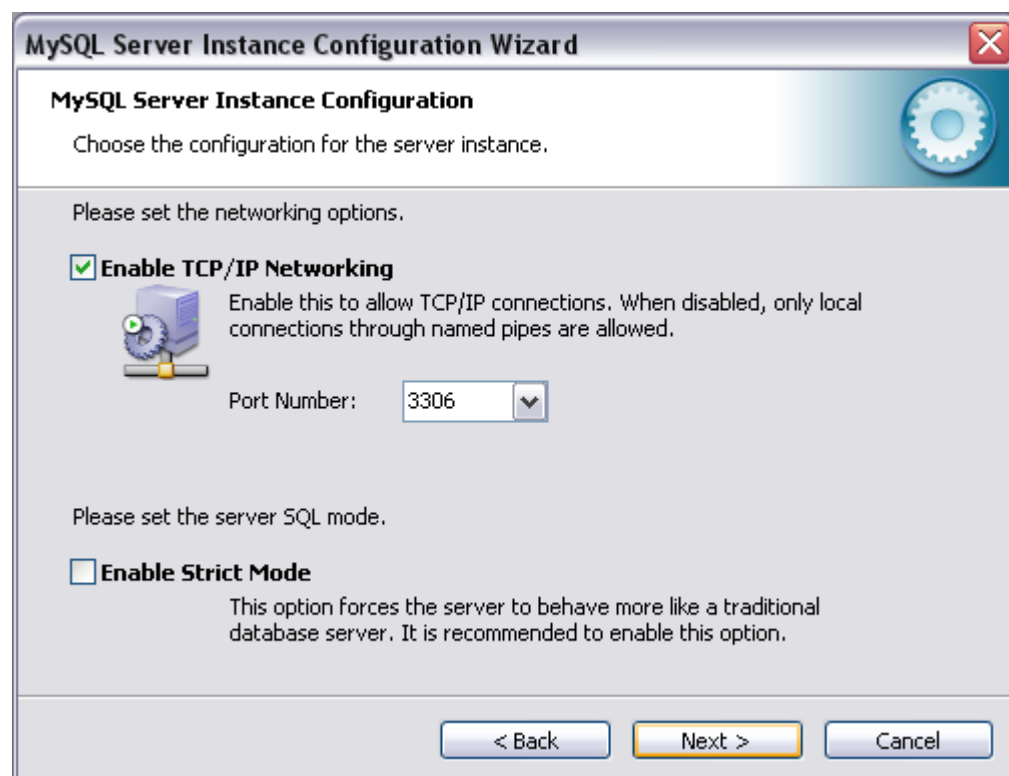 MySQL Server Instance Configuration Wizard
MySQL Server Instance Configuration
Choose the configuration for the server instance.
Please set the networking options.
Enable TCP/IP Networking
Enable this to allow TCP/IP connections. When disabled, only local
connections through named pipes are allowed.
Port Number: 3306
Please set the server SQL mode.
Enable Strict Mode
This option forces the server to behave more like a traditional
database server. It is recommended to enable this option.
< Back Next > Cancel